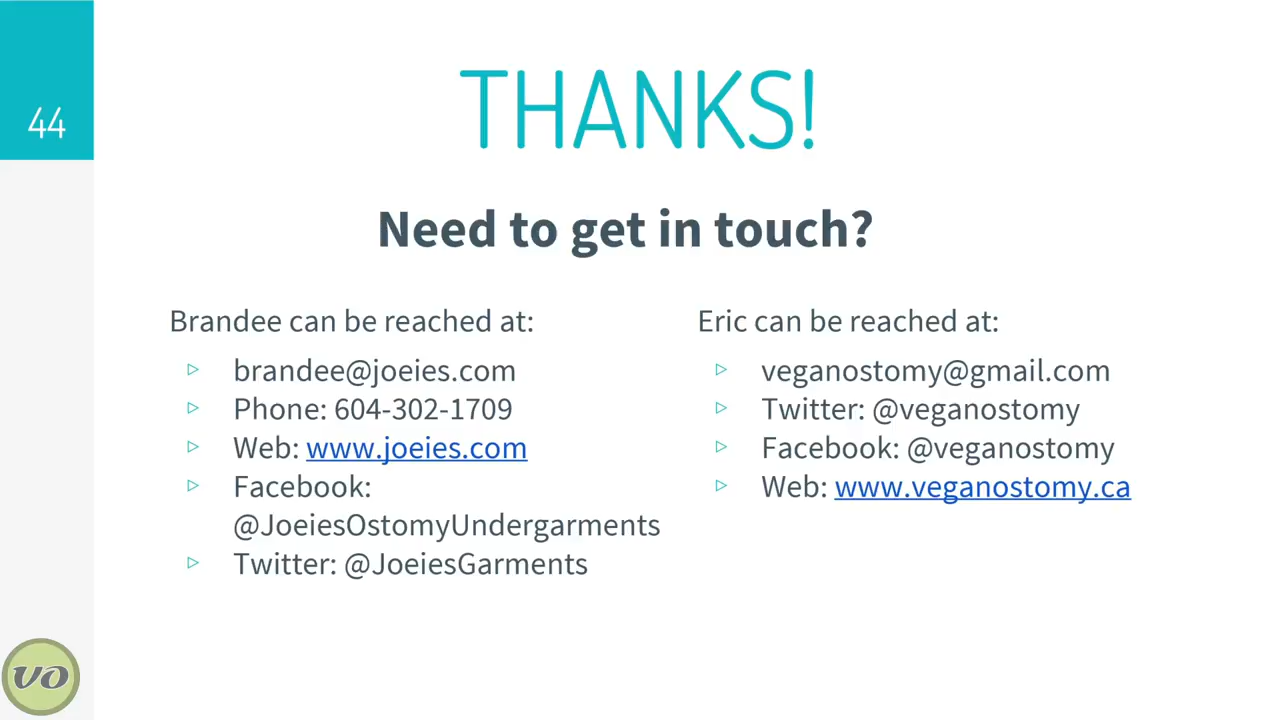 44
THANKS!
Need to get in touch?
Brandee can be reached at:
▷ brandee@joeies.com
▷ Phone: 604-302-1709
▷ Web: www.joeies.com
▷ Facebook:
@JoeiesOstomyUndergarments
▷ Twitter: @JoeiesGarments
Eric can be reached at:
▷ veganostomy@gmail.com
▷ Twitter: @veganostomy
▷ Facebook: @veganostomy
▷ Web: www.veganostomy.ca
vo